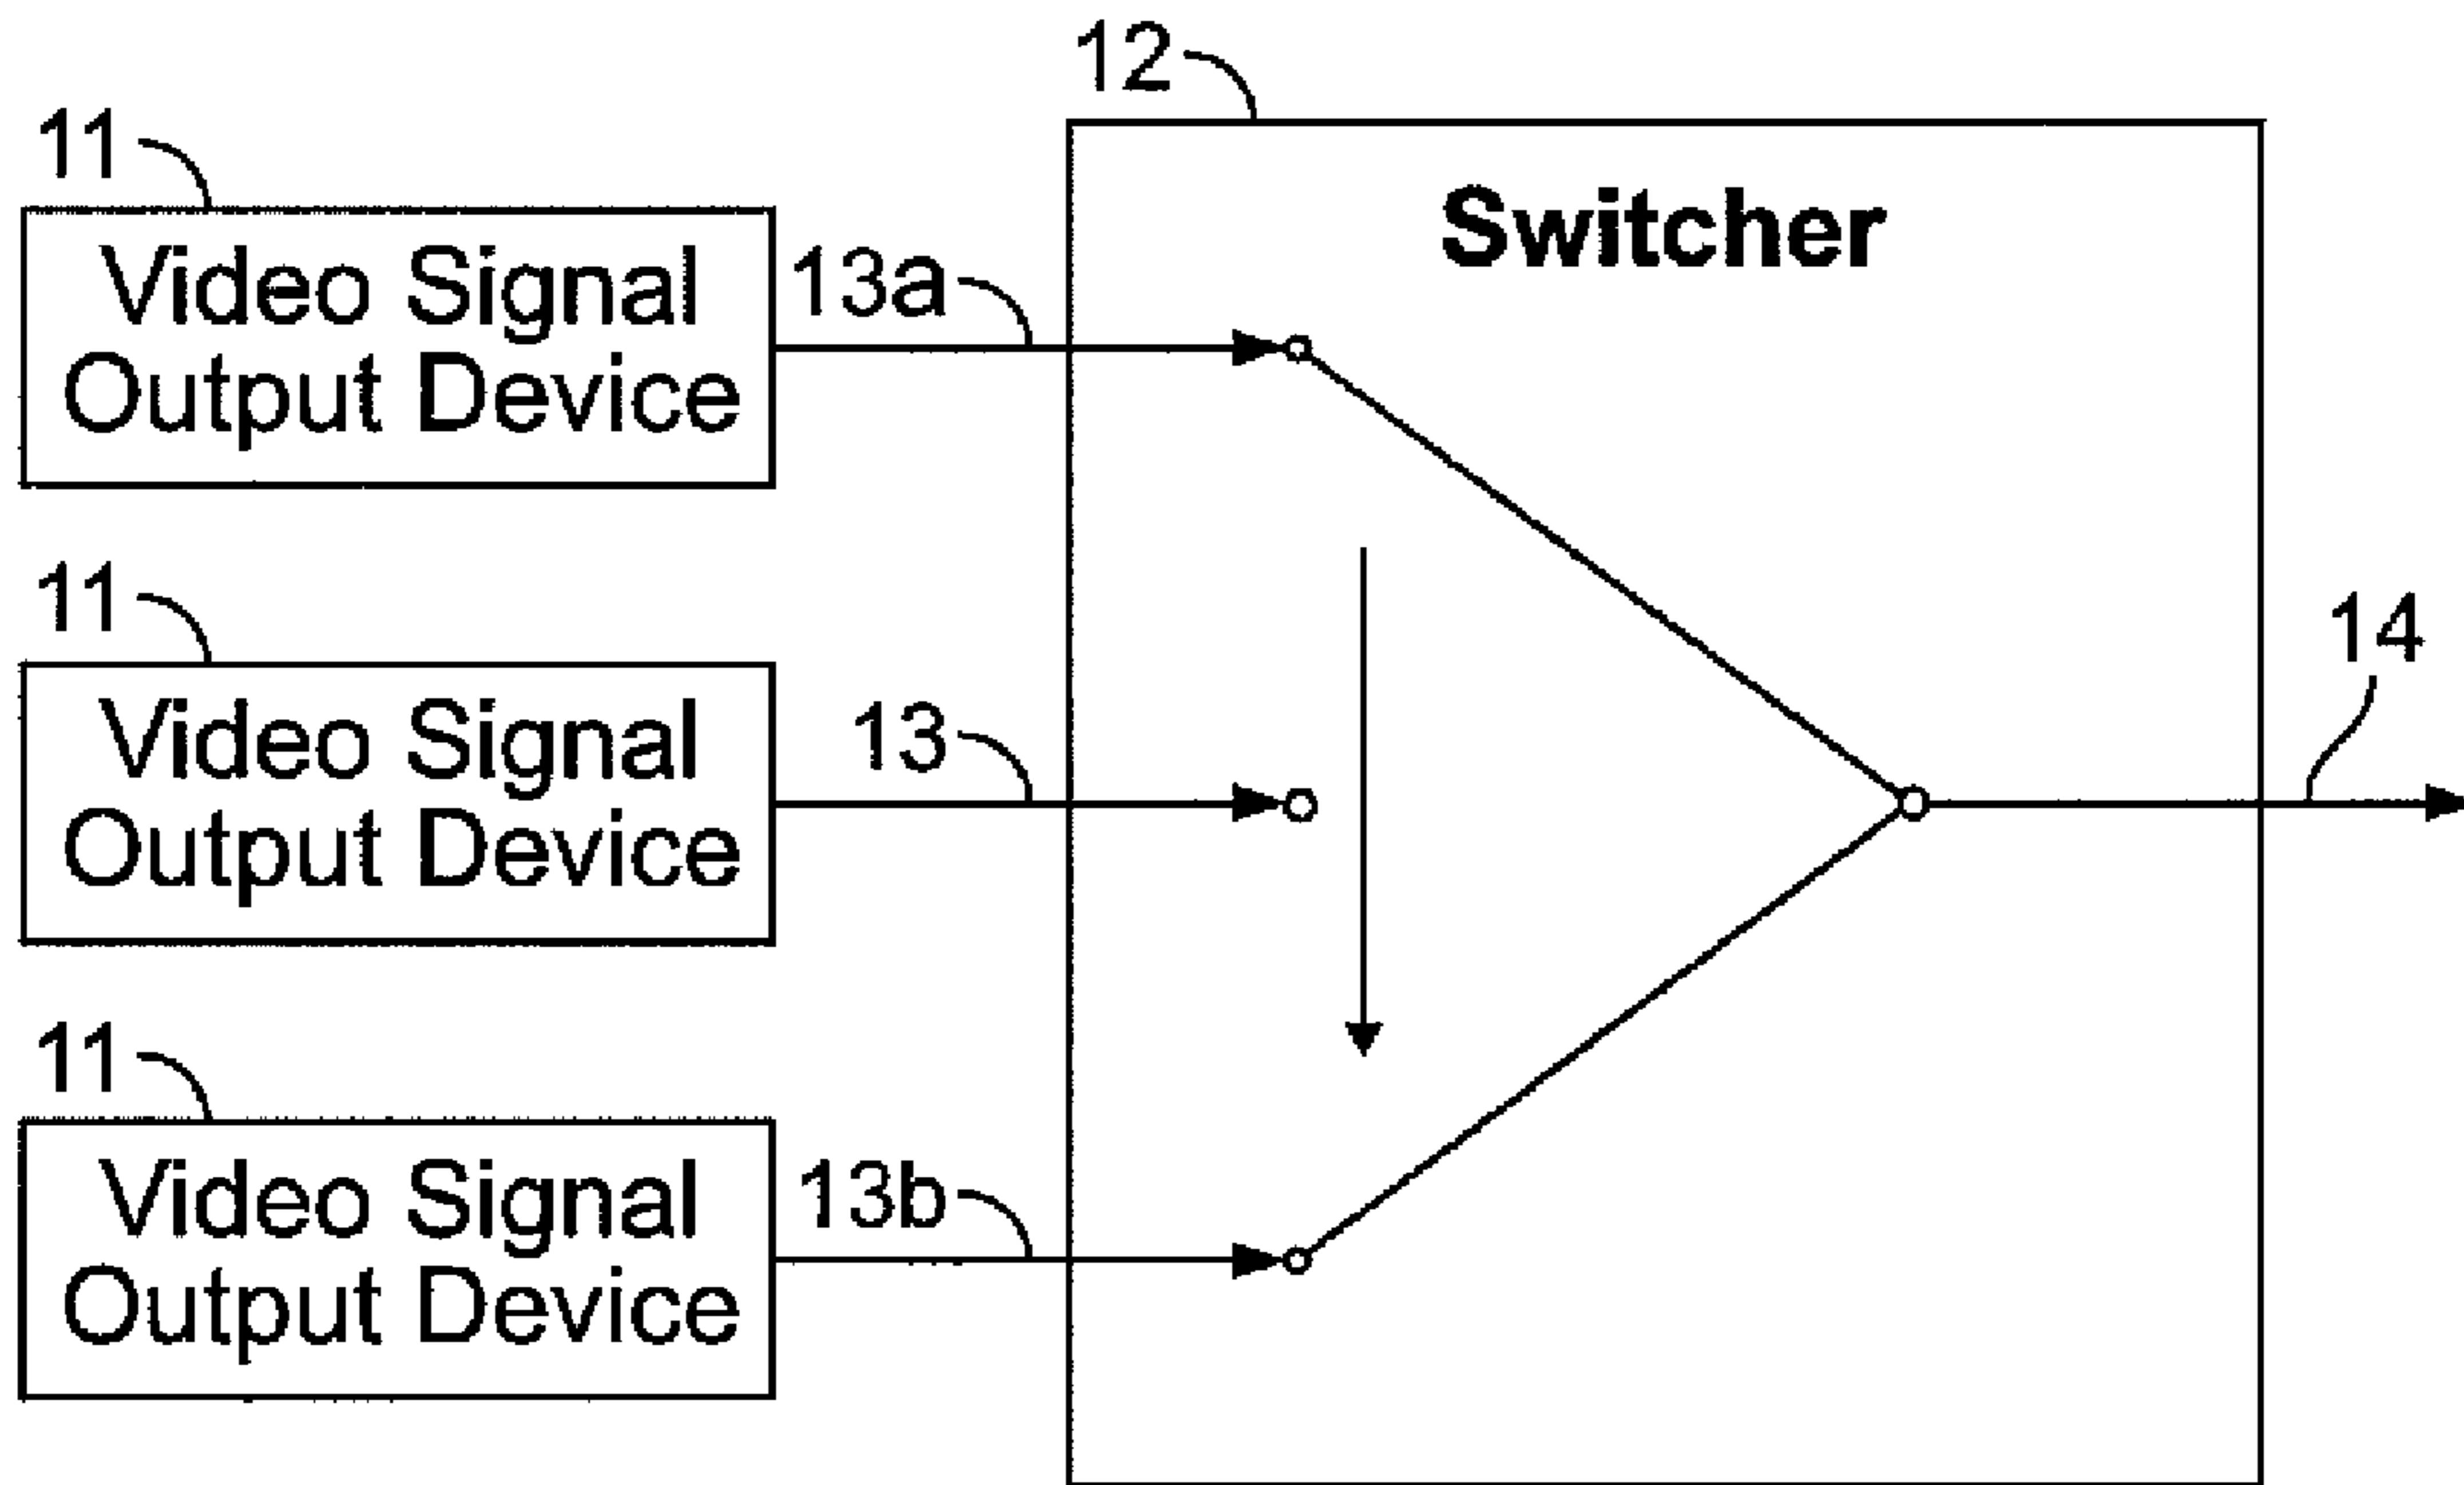 12
11
Switcher
Video Signal
Output Device
13a
11
14
Video Signal
Output Device
13
11
Video Signal
Output Device
13b